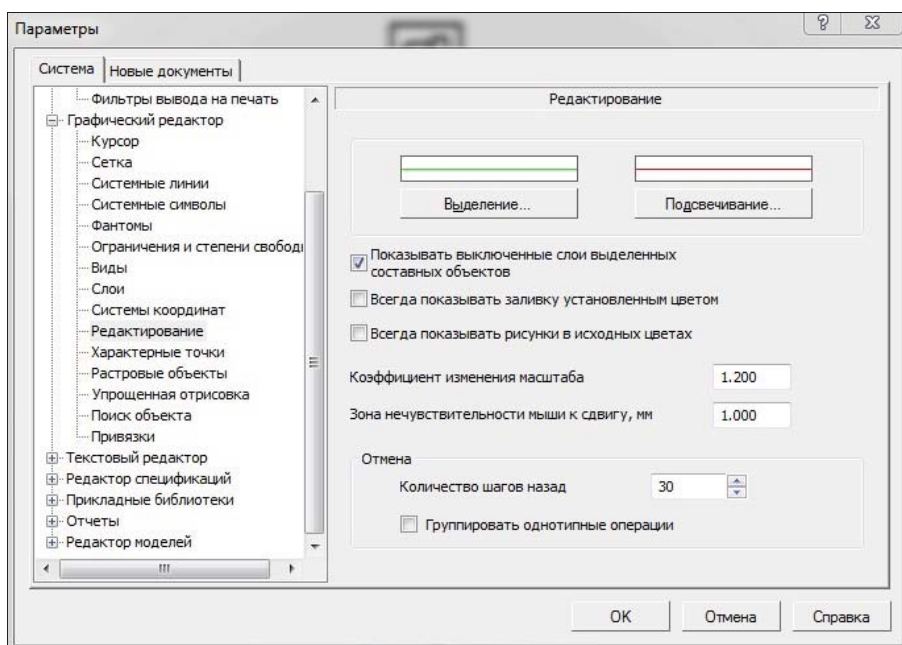 Параметры
Система
Новые документы
Фильтры вывода на печать
Графический редактор
Курсор
Сетка
Системные линии
Системные символы
Фантомы
Ограничения и степени свободы
Виды
Слои
Системы координат
Редактирование
Характерные точки
Растровые объекты
Упрощенная отрисовка
Поиск объекта
Привязки
Текстовый редактор
Редактор спецификаций
Прикладные библиотеки
Отчеты
Редактор моделей
Редактирование
Выделение...
Подсвечивание...
Показывать выключенные слои выделенных
составных объектов
Всегда показывать заливку установленным цветом
Всегда показывать рисунки в исходных цветах
Коэффициент изменения масштаба
1.200
Зона нечувствительности мыши к сдвигу, мм
1.000
Отмена
Количество шагов назад
30
Группировать однотипные операции
OK
Отмена
Справка